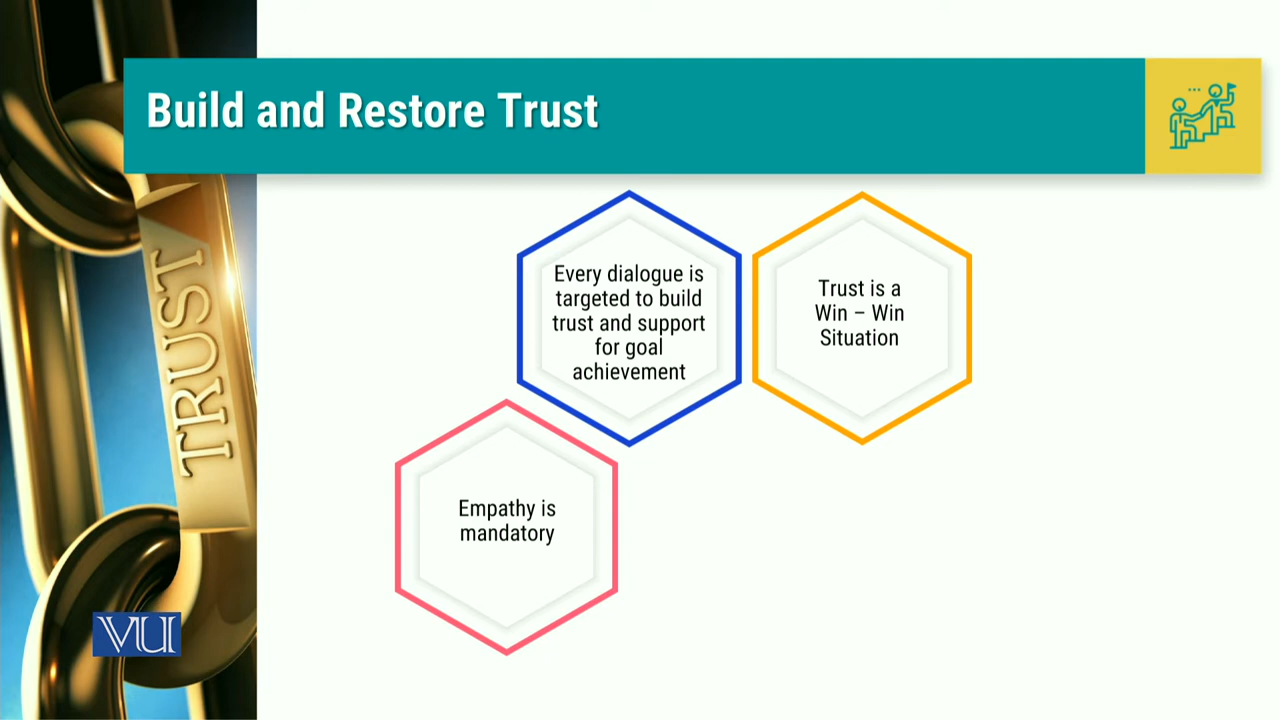 Build and Restore Trust
Every dialogue is
targeted to build
trust and support
for goal
achievement
Trust is a
Win – Win
Situation
Empathy is
mandatory
TRUST
VU